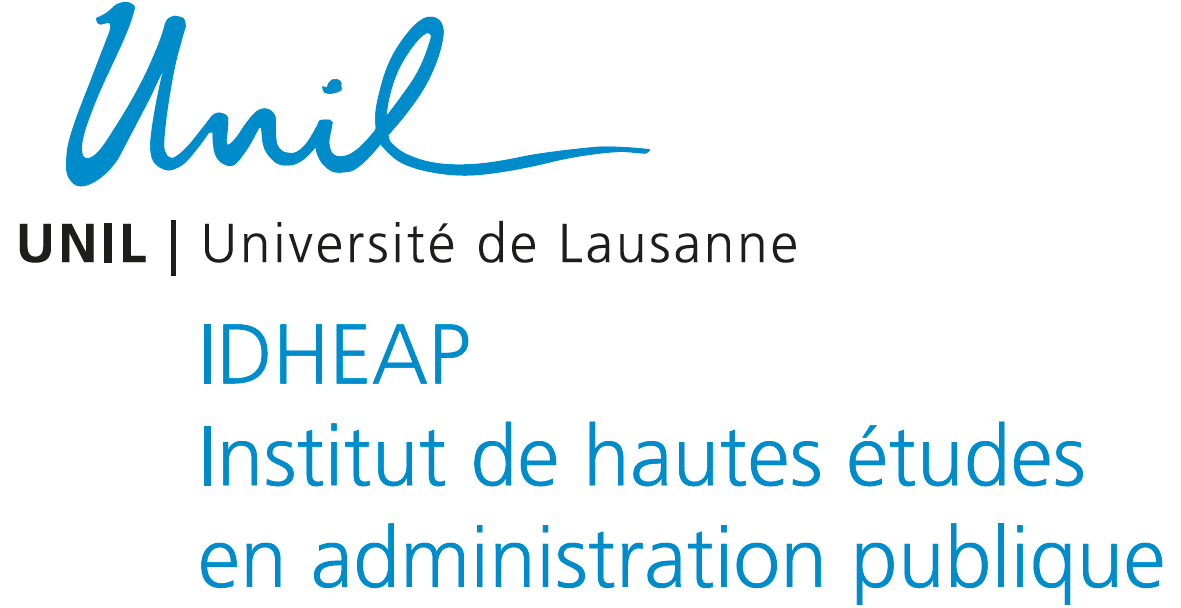 Unil
UNIL | Université de Lausanne
IDHEAP
Institut de hautes études
en administration publique